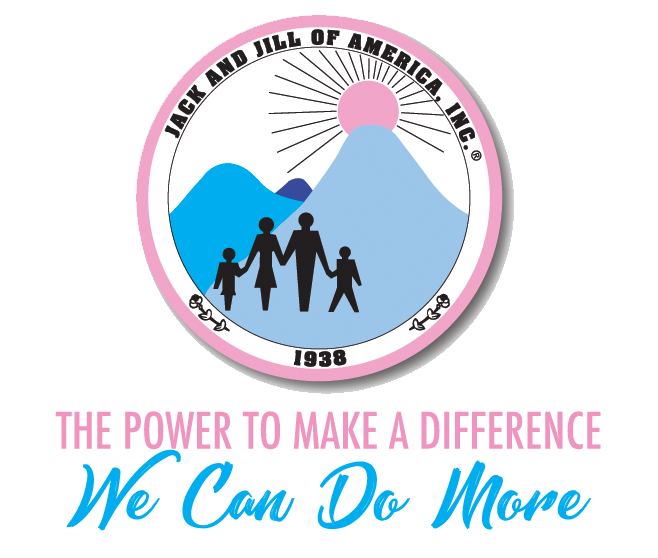 JACK AND JILL OF AMERICA, INC.®
1938
THE POWER TO MAKE A DIFFERENCE
We Can Do More